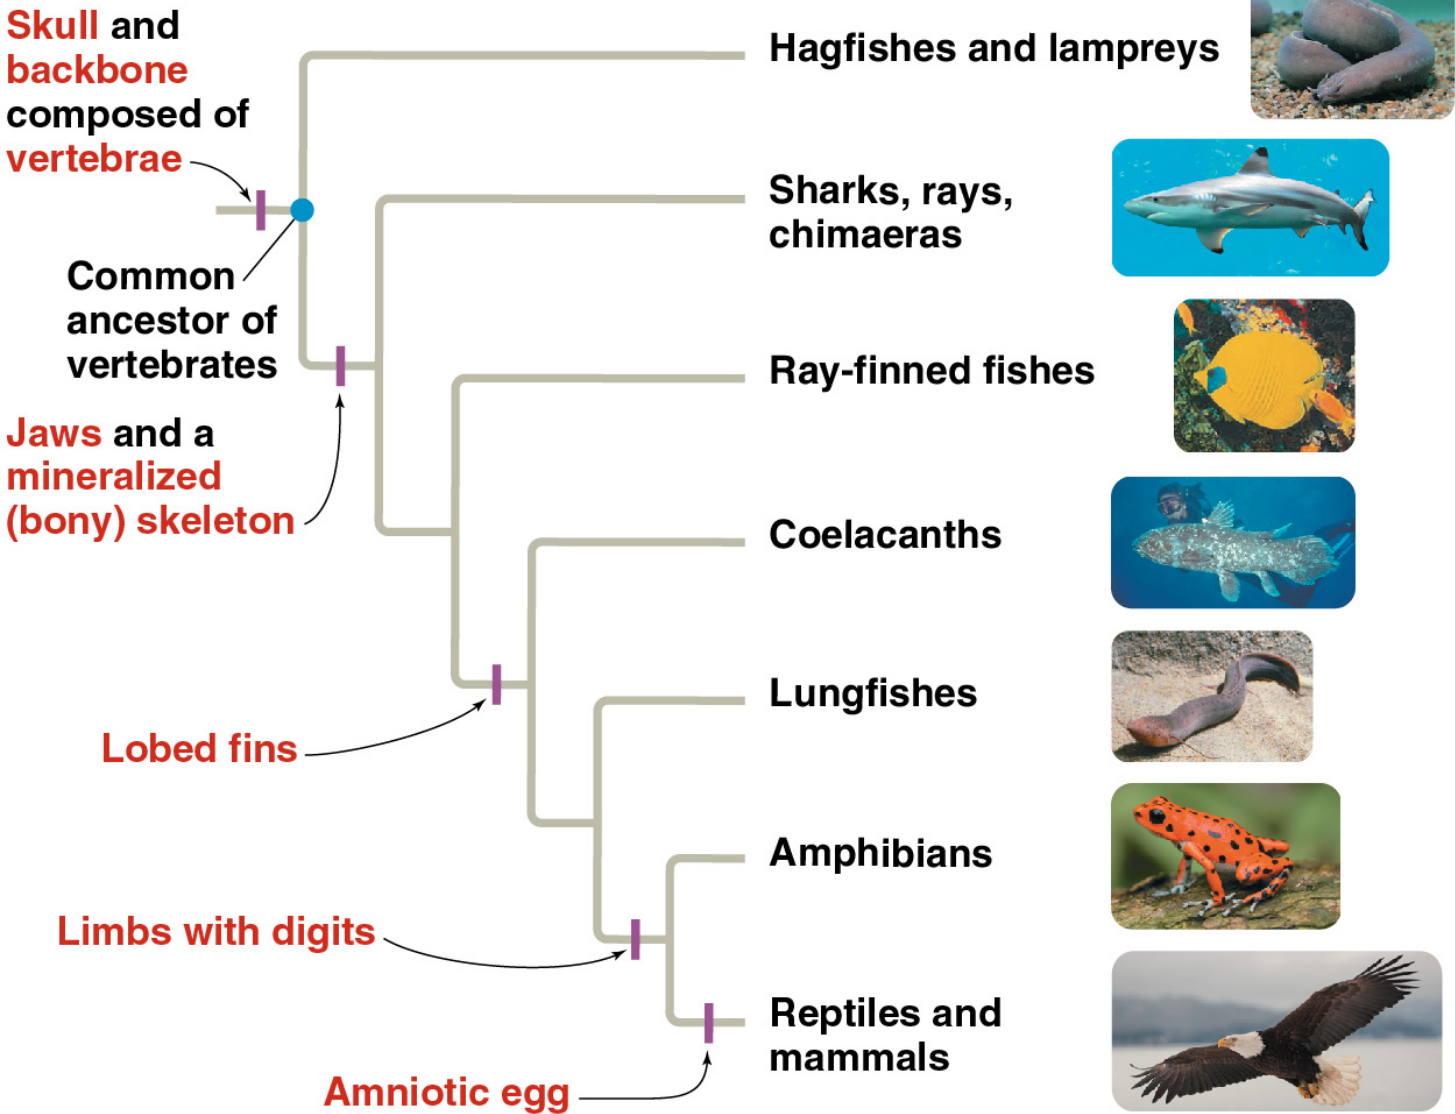 Skull and
backbone
composed of
vertebrae
Common
ancestor of
vertebrates
Jaws and a
mineralized
(bony) skeleton
Lobed fins
Limbs with digits
Amniotic egg
Hagfishes and lampreys
Sharks, rays,
chimaeras
Ray-finned fishes
Coelacanths
Lungfishes
Amphibians
Reptiles and
mammals